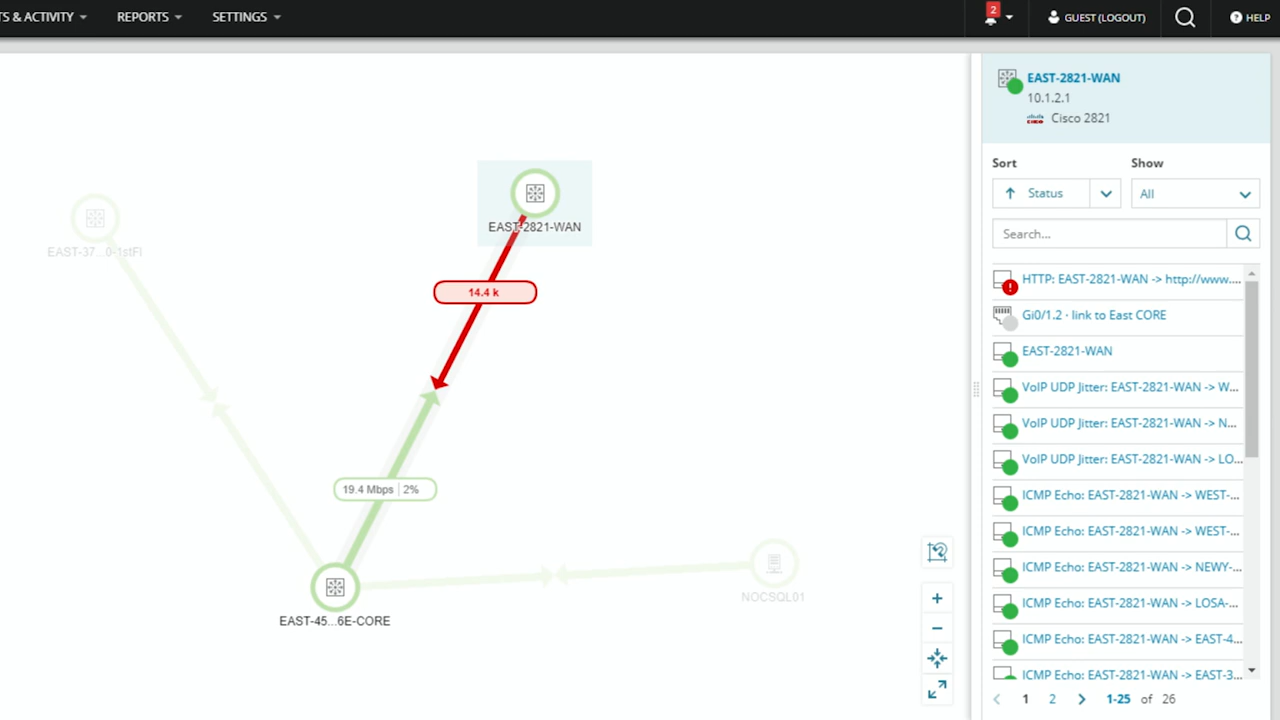 TS & ACTIVITY
REPORTS
SETTINGS
2
GUEST (LOGOUT)
HELP
EAST-2821-WAN
10.1.2.1
CISCO Cisco 2821
Sort
Show
Status
All
Search...
HTTP: EAST-2821-WAN -> http://www....
Gi0/1.2 · link to East CORE
EAST-2821-WAN
VoIP UDP Jitter: EAST-2821-WAN -> W...
VoIP UDP Jitter: EAST-2821-WAN -> N...
VoIP UDP Jitter: EAST-2821-WAN -> LO...
ICMP Echo: EAST-2821-WAN -> WEST-...
ICMP Echo: EAST-2821-WAN -> WEST-...
ICMP Echo: EAST-2821-WAN -> NEWY-...
ICMP Echo: EAST-2821-WAN -> LOSA-...
ICMP Echo: EAST-2821-WAN -> EAST-4...
ICMP Echo: EAST-2821-WAN -> EAST-3...
1 2 1-25 of 26
EAST-2821-WAN
EAST-37...0-1stFl
14.4 k
19.4 Mbps 2%
NOCSQL01
EAST-45...6E-CORE